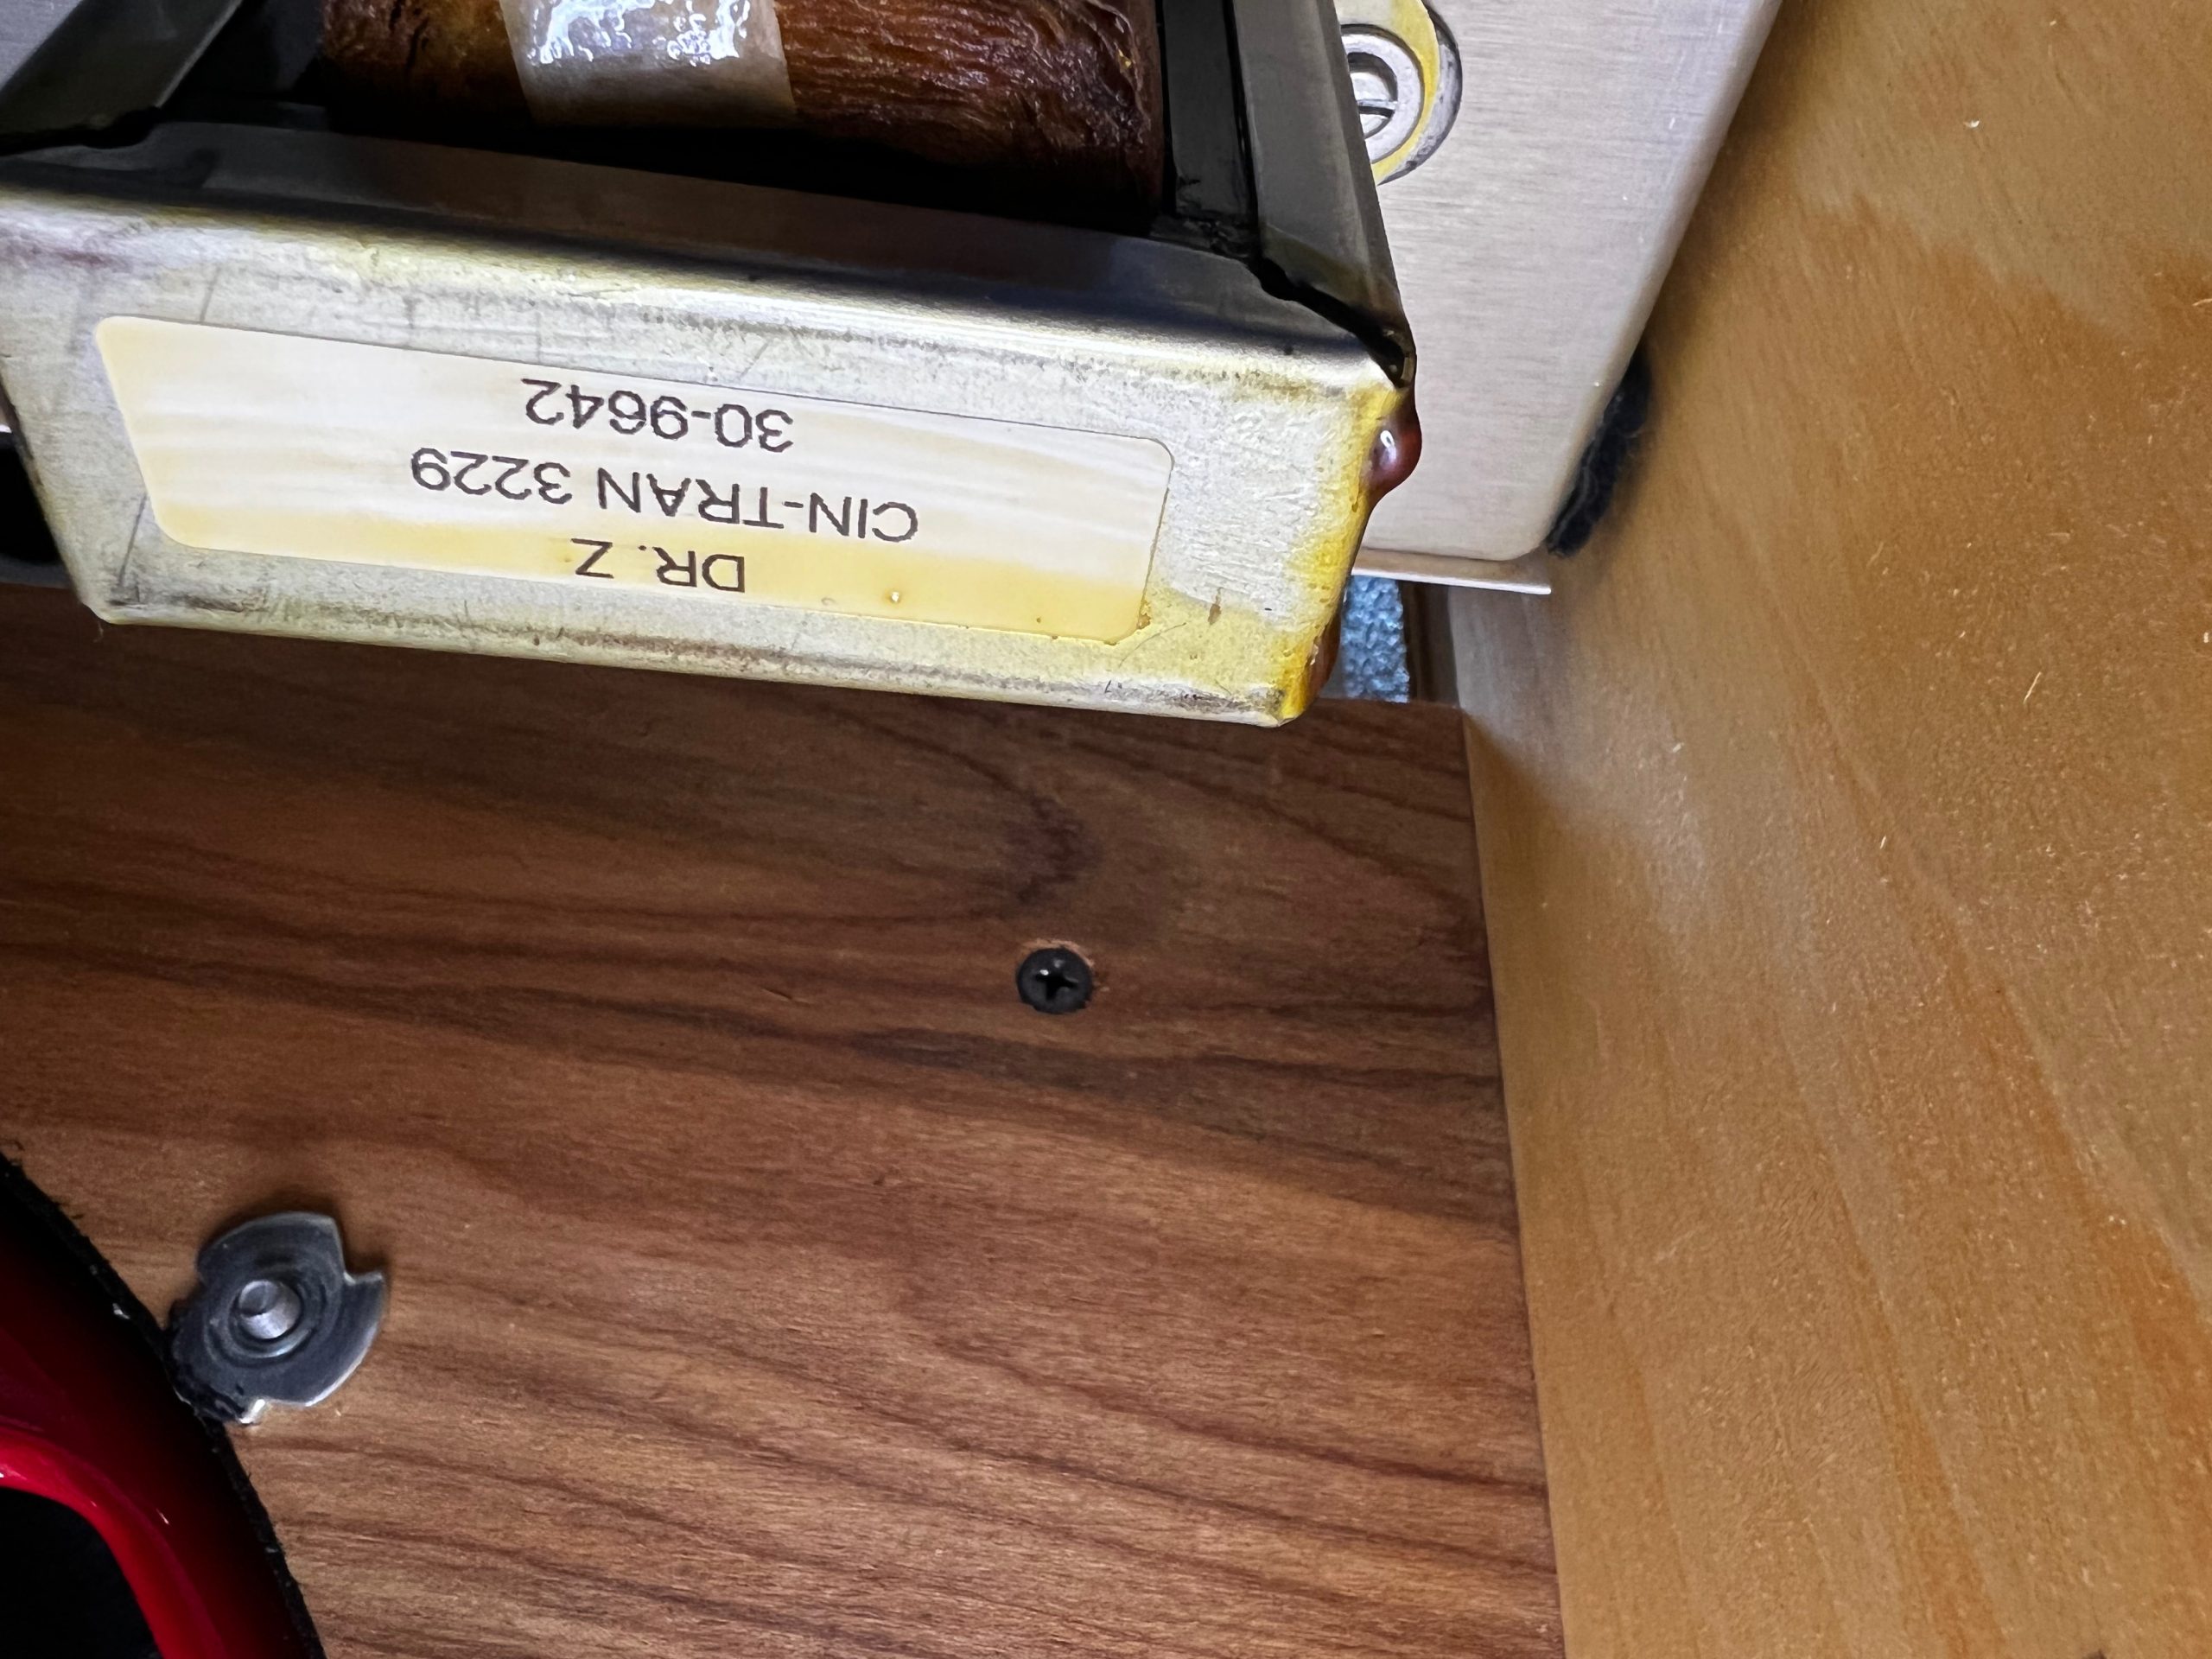 DR. Z
CIN-TRAN 3229
30-9642